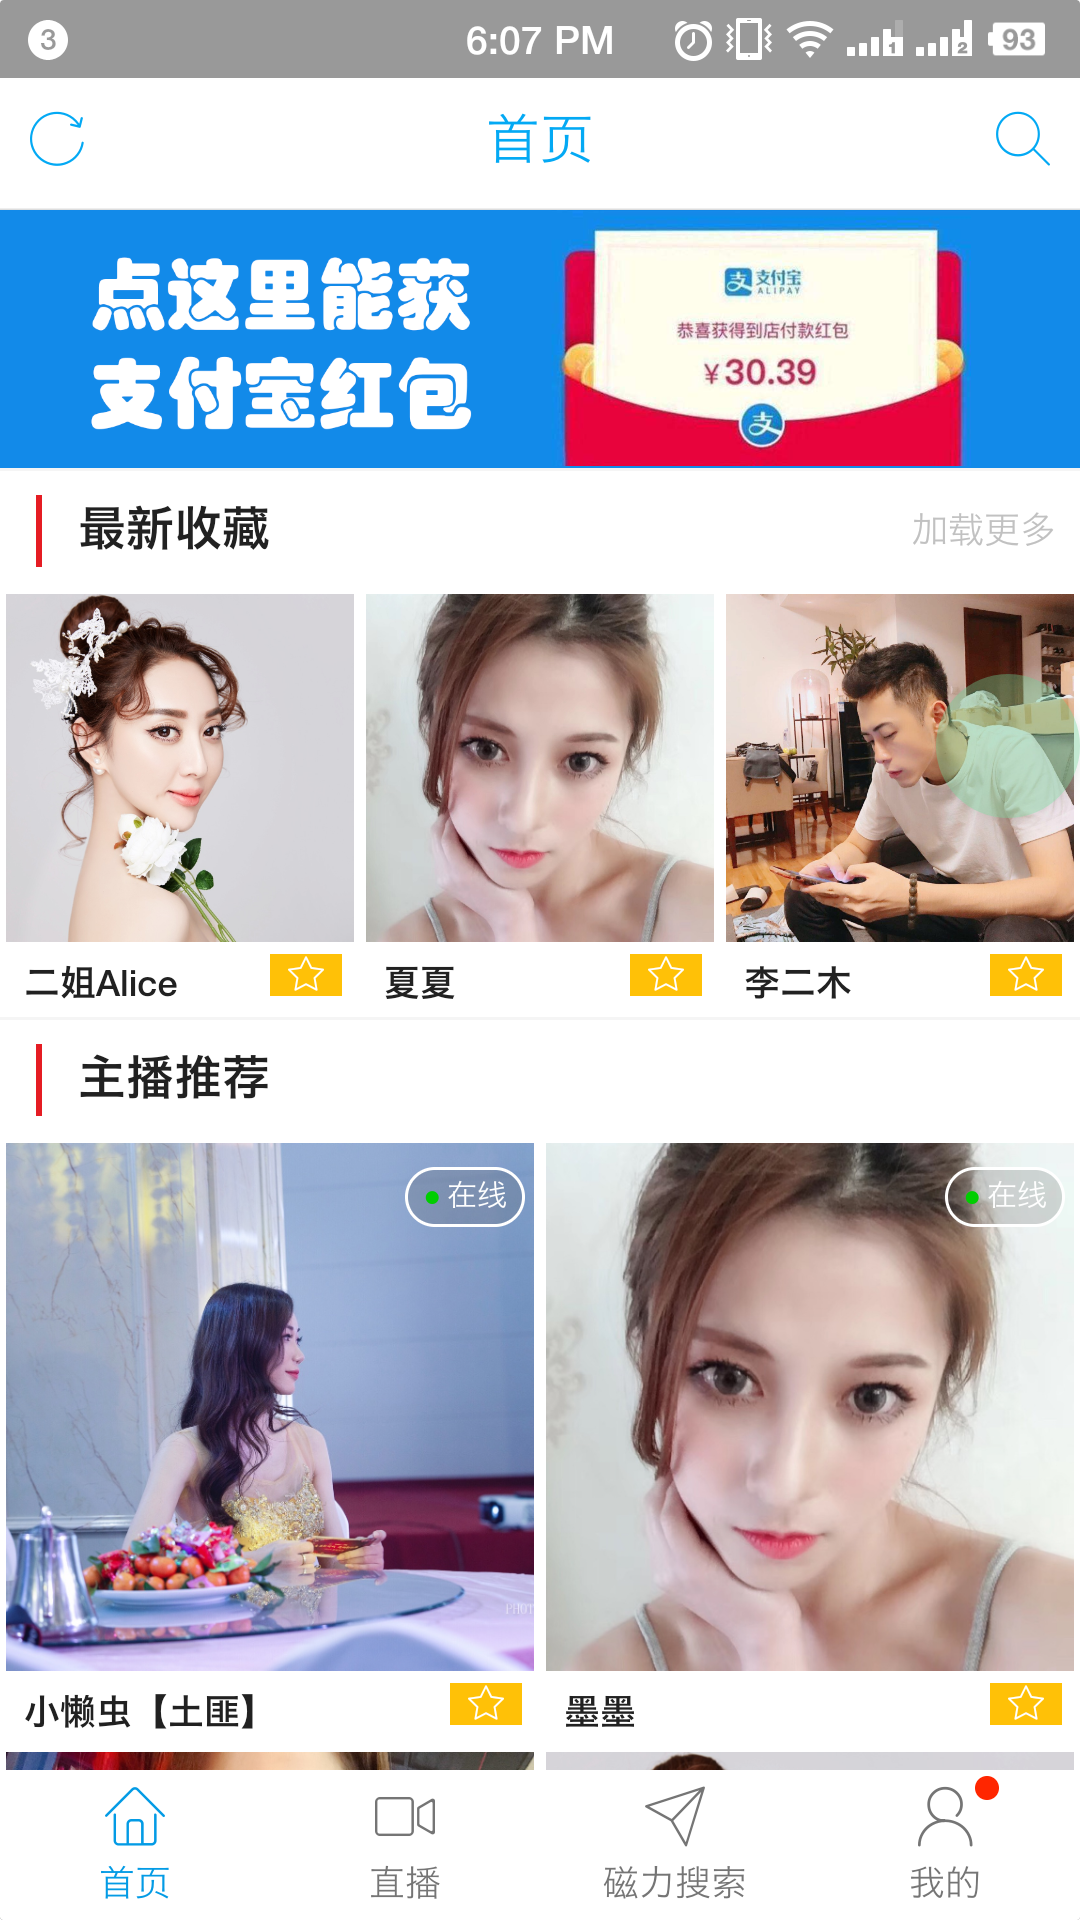 3
6:07 PM
1
2
93
首页
点这里能获
支付宝红包
支付宝
ALIPAY
恭喜获得到店付款红包
¥30.39
支
最新收藏
加载更多
二姐Alice
夏夏
李二木
主播推荐
在线
在线
小懒虫【土匪】
墨墨
首页
直播
磁力搜索
我的